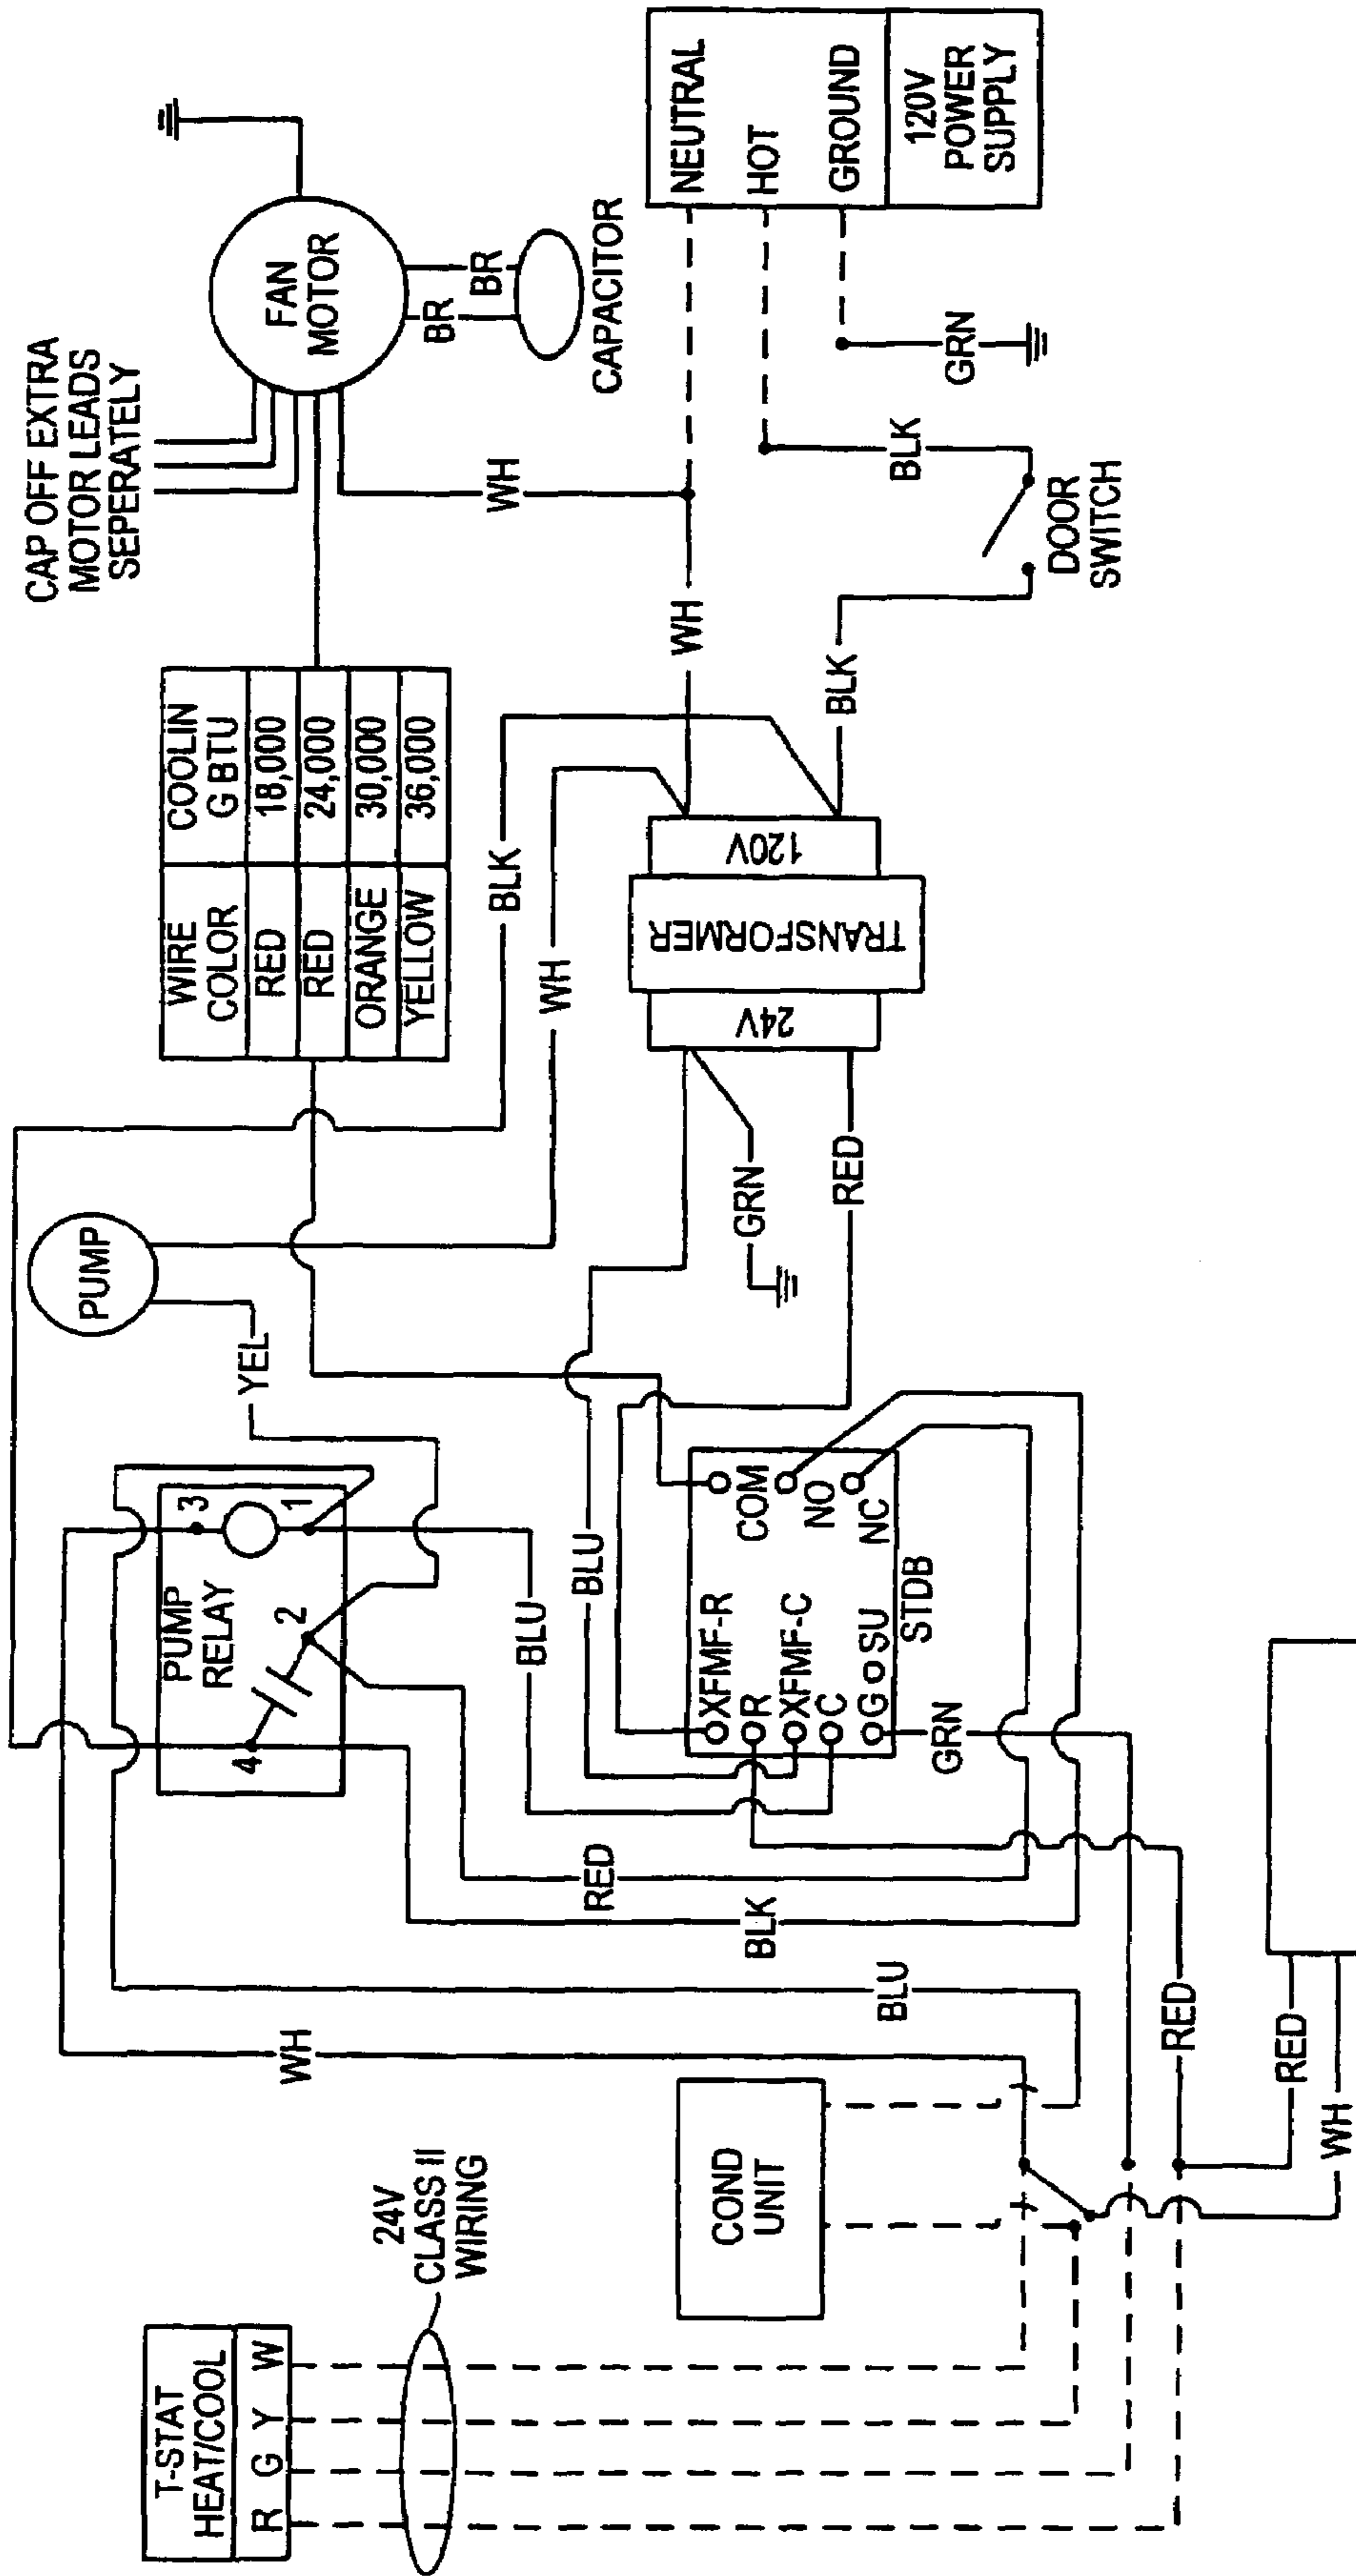 CAP OFF EXTRA
MOTOR LEADS
SEPERATELY
FAN
MOTOR
BR
BR
CAPACITOR
NEUTRAL
HOT
GROUND
120V
POWER
SUPPLY
WH
WH
GRN
BLK
DOOR
SWITCH
BLK
WIRE
COLOR
COOLIN
G BTU
RED
18,000
RED
24,000
ORANGE
30,000
YELLOW
36,000
BLK
WH
120V
TRANSFORMER
24V
GRN
RED
PUMP
YEL
PUMP
RELAY
3
1
2
4
BLU
BLU
XFMF-R
R
XFMF-C
C
G
SU
COM
NO
NC
STDB
GRN
RED
BLK
BLU
WH
RED
RED
WH
COND
UNIT
24V
CLASS II
WIRING
T-STAT
HEAT/COOL
R G Y W